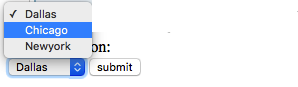 ✓ Dallas
Chicago
Newyork
on:
Dallas submit